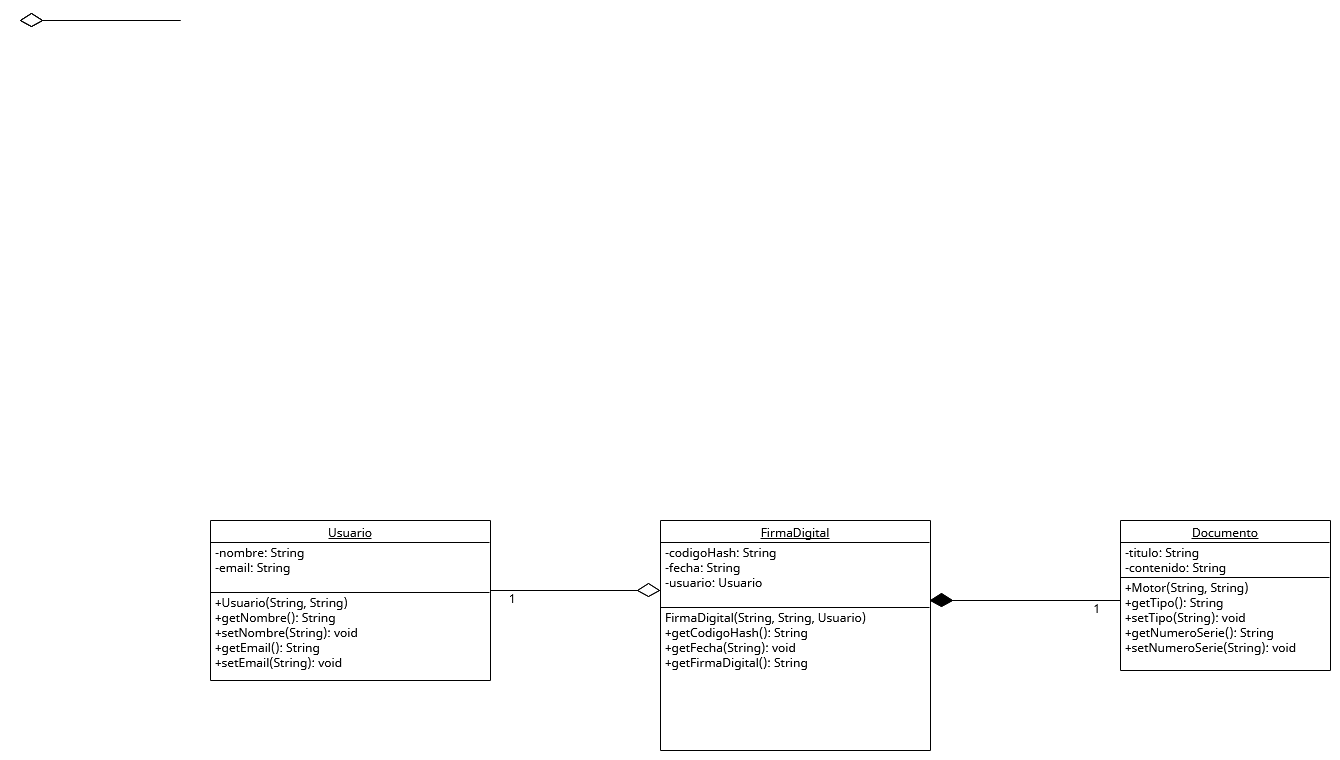 Usuario
-nombre: String
-email: String
+Usuario(String, String)
+getNombre(): String
+setNombre(String): void
+getEmail(): String
+setEmail(String): void
1
FirmaDigital
-codigoHash: String
-fecha: String
-usuario: Usuario
FirmaDigital(String, String, Usuario)
+getCodigoHash(): String
+getFecha(String): void
+getFirmaDigital(): String
1
Documento
-titulo: String
-contenido: String
+Motor(String, String)
+getTipo(): String
+setTipo(String): void
+getNumeroSerie(): String
+setNumeroSerie(String): void